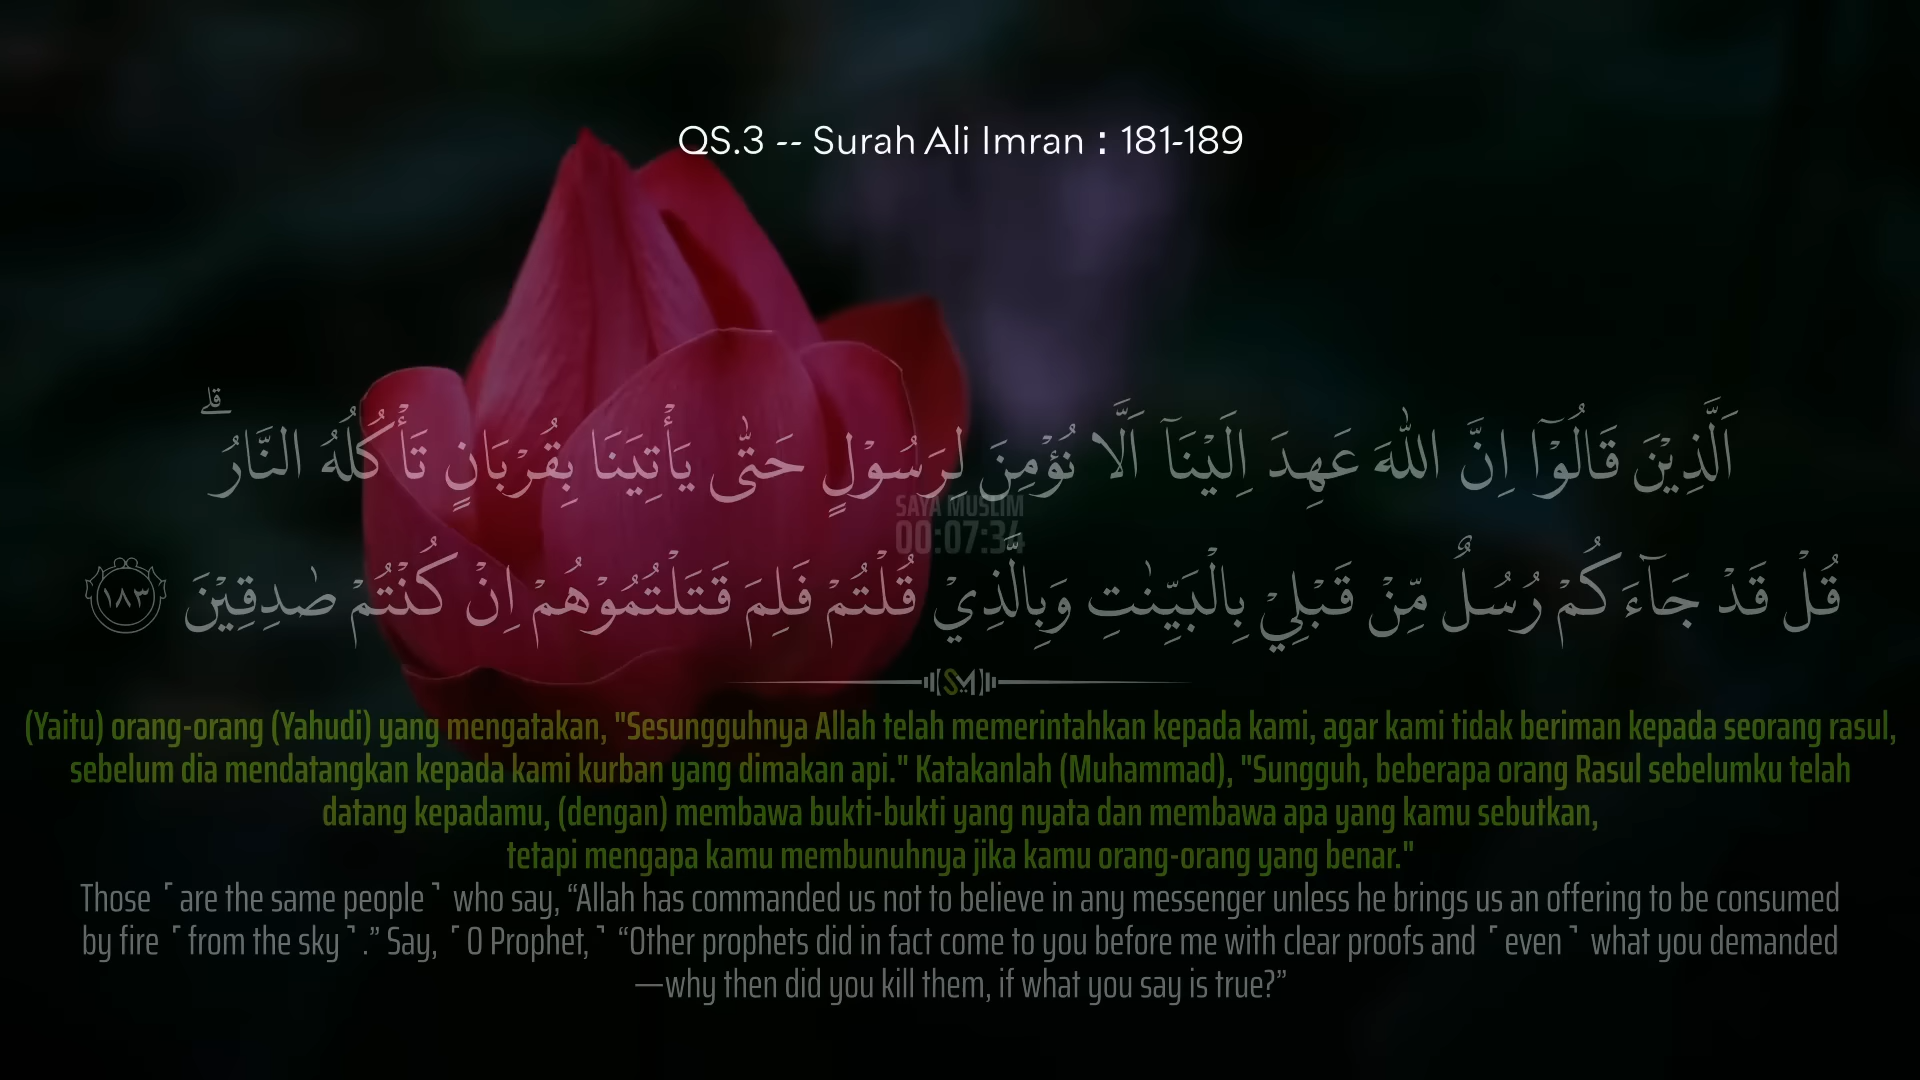 QS.3 -- Surah Ali Imran : 181-189
اَلَّذِيْنَ قَالُوْٓا اِنَّ اللّٰهَ عَهِدَ اِلَيْنَآ اَلَّا نُؤْمِنَ لِرَسُوْلٍ حَتّٰى يَأْتِيَنَا بِقُرْبَانٍ تَأْكُلُهُ النَّارُ ۗ
SAYA MUSLIM
00:07:34
قُلْ قَدْ جَاۤءَكُمْ رُسُلٌ مِّنْ قَبْلِيْ بِالْبَيِّنٰتِ وَبِالَّذِيْ قُلْتُمْ فَلِمَ قَتَلْتُمُوْهُمْ اِنْ كُنْتُمْ صٰدِقِيْنَ ١٨٣
SM
(Yaitu) orang-orang (Yahudi) yang mengatakan, "Sesungguhnya Allah telah memerintahkan kepada kami, agar kami tidak beriman kepada seorang rasul,
sebelum dia mendatangkan kepada kami kurban yang dimakan api." Katakanlah (Muhammad), "Sungguh, beberapa orang Rasul sebelumku telah
datang kepadamu, (dengan) membawa bukti-bukti yang nyata dan membawa apa yang kamu sebutkan,
tetapi mengapa kamu membunuhnya jika kamu orang-orang yang benar."
Those ˹are the same people˺ who say, “Allah has commanded us not to believe in any messenger unless he brings us an offering to be consumed
by fire ˹from the sky˺.” Say, ˹O Prophet,˺ “Other prophets did in fact come to you before me with clear proofs and ˹even˺ what you demanded
—why then did you kill them, if what you say is true?”